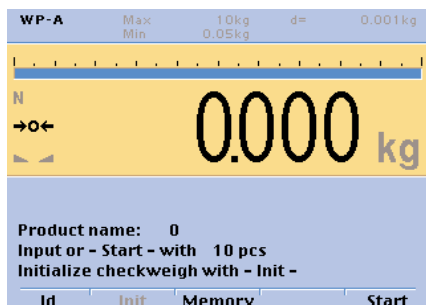 WP-A Max 10kg d= 0.001kg
Min 0.05kg
N
→0←
0.000 kg
Product name: 0
Input or - Start - with 10 pcs
Initialize checkweigh with - Init -
Id Init Memory Start